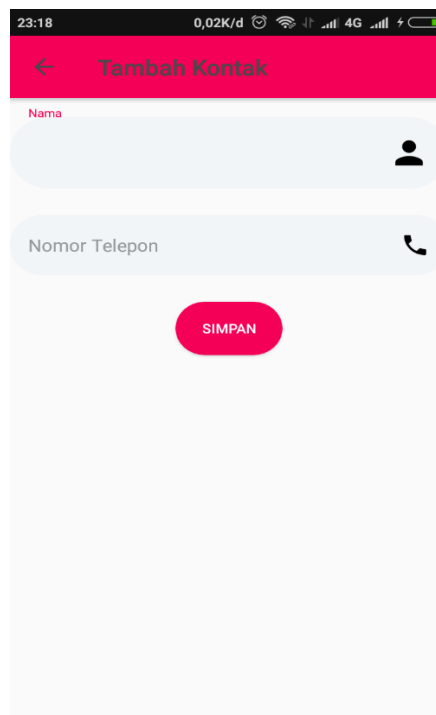 23:18 0,02K/d 4G
Tambah Kontak
Nama
Nomor Telepon
SIMPAN